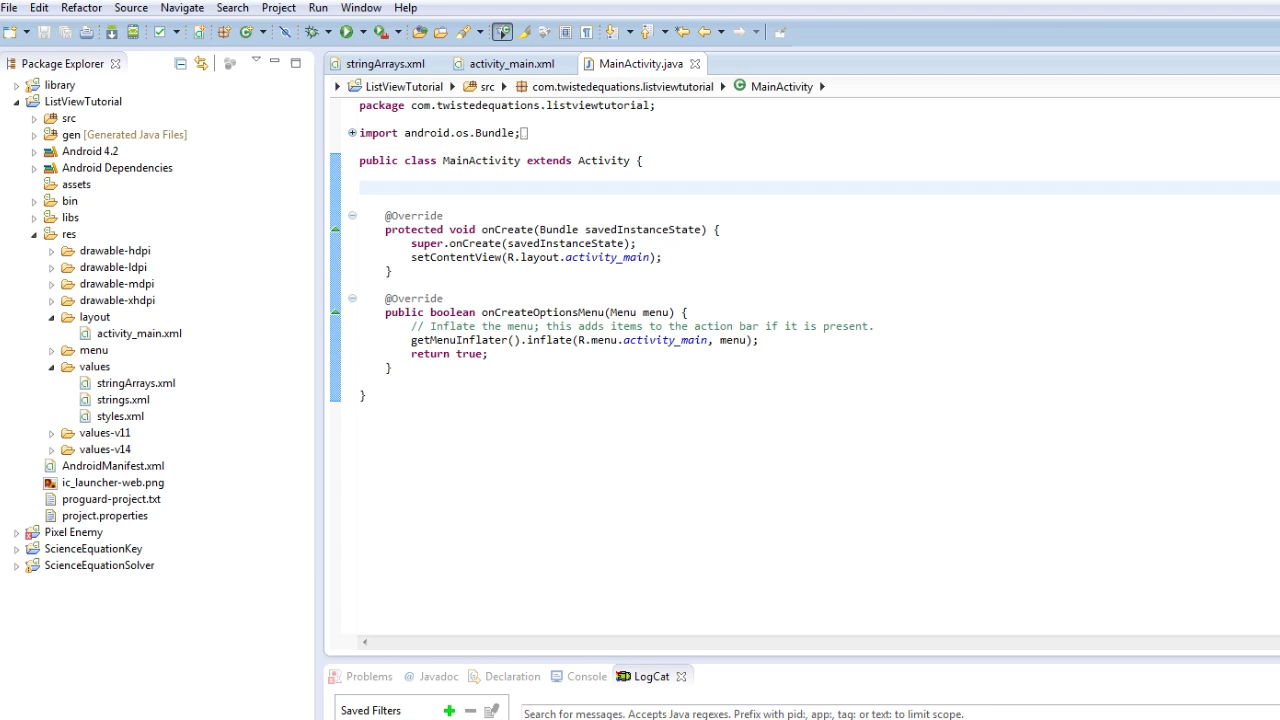 File Edit Refactor Source Navigate Search Project Run Window Help
Package Explorer
library
ListViewTutorial
src
gen [Generated Java Files]
Android 4.2
Android Dependencies
assets
bin
libs
res
drawable-hdpi
drawable-ldpi
drawable-mdpi
drawable-xhdpi
layout
activity_main.xml
menu
values
stringArrays.xml
strings.xml
styles.xml
values-v11
values-v14
AndroidManifest.xml
ic_launcher-web.png
proguard-project.txt
project.properties
Pixel Enemy
ScienceEquationKey
ScienceEquationSolver
stringArrays.xml activity_main.xml MainActivity.java
ListViewTutorial src com.twistedequations.listviewtutorial MainActivity
package com.twistedequations.listviewtutorial;
import android.os.Bundle;
public class MainActivity extends Activity {
@Override
protected void onCreate(Bundle savedInstanceState) {
super.onCreate(savedInstanceState);
setContentView(R.layout.activity_main);
}
@Override
public boolean onCreateOptionsMenu(Menu menu) {
// Inflate the menu; this adds items to the action bar if it is present.
getMenuInflater().inflate(R.menu.activity_main, menu);
return true;
}
}
Problems @ Javadoc Declaration Console LogCat
Saved Filters
Search for messages. Accepts Java regexes. Prefix with pid:, app:, tag: or text: to limit scope.